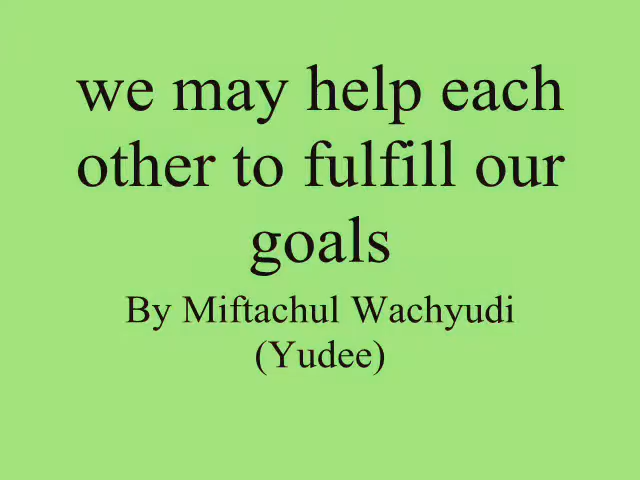 we may help each
other to fulfill our
goals
By Miftachul Wachyudi
(Yudee)